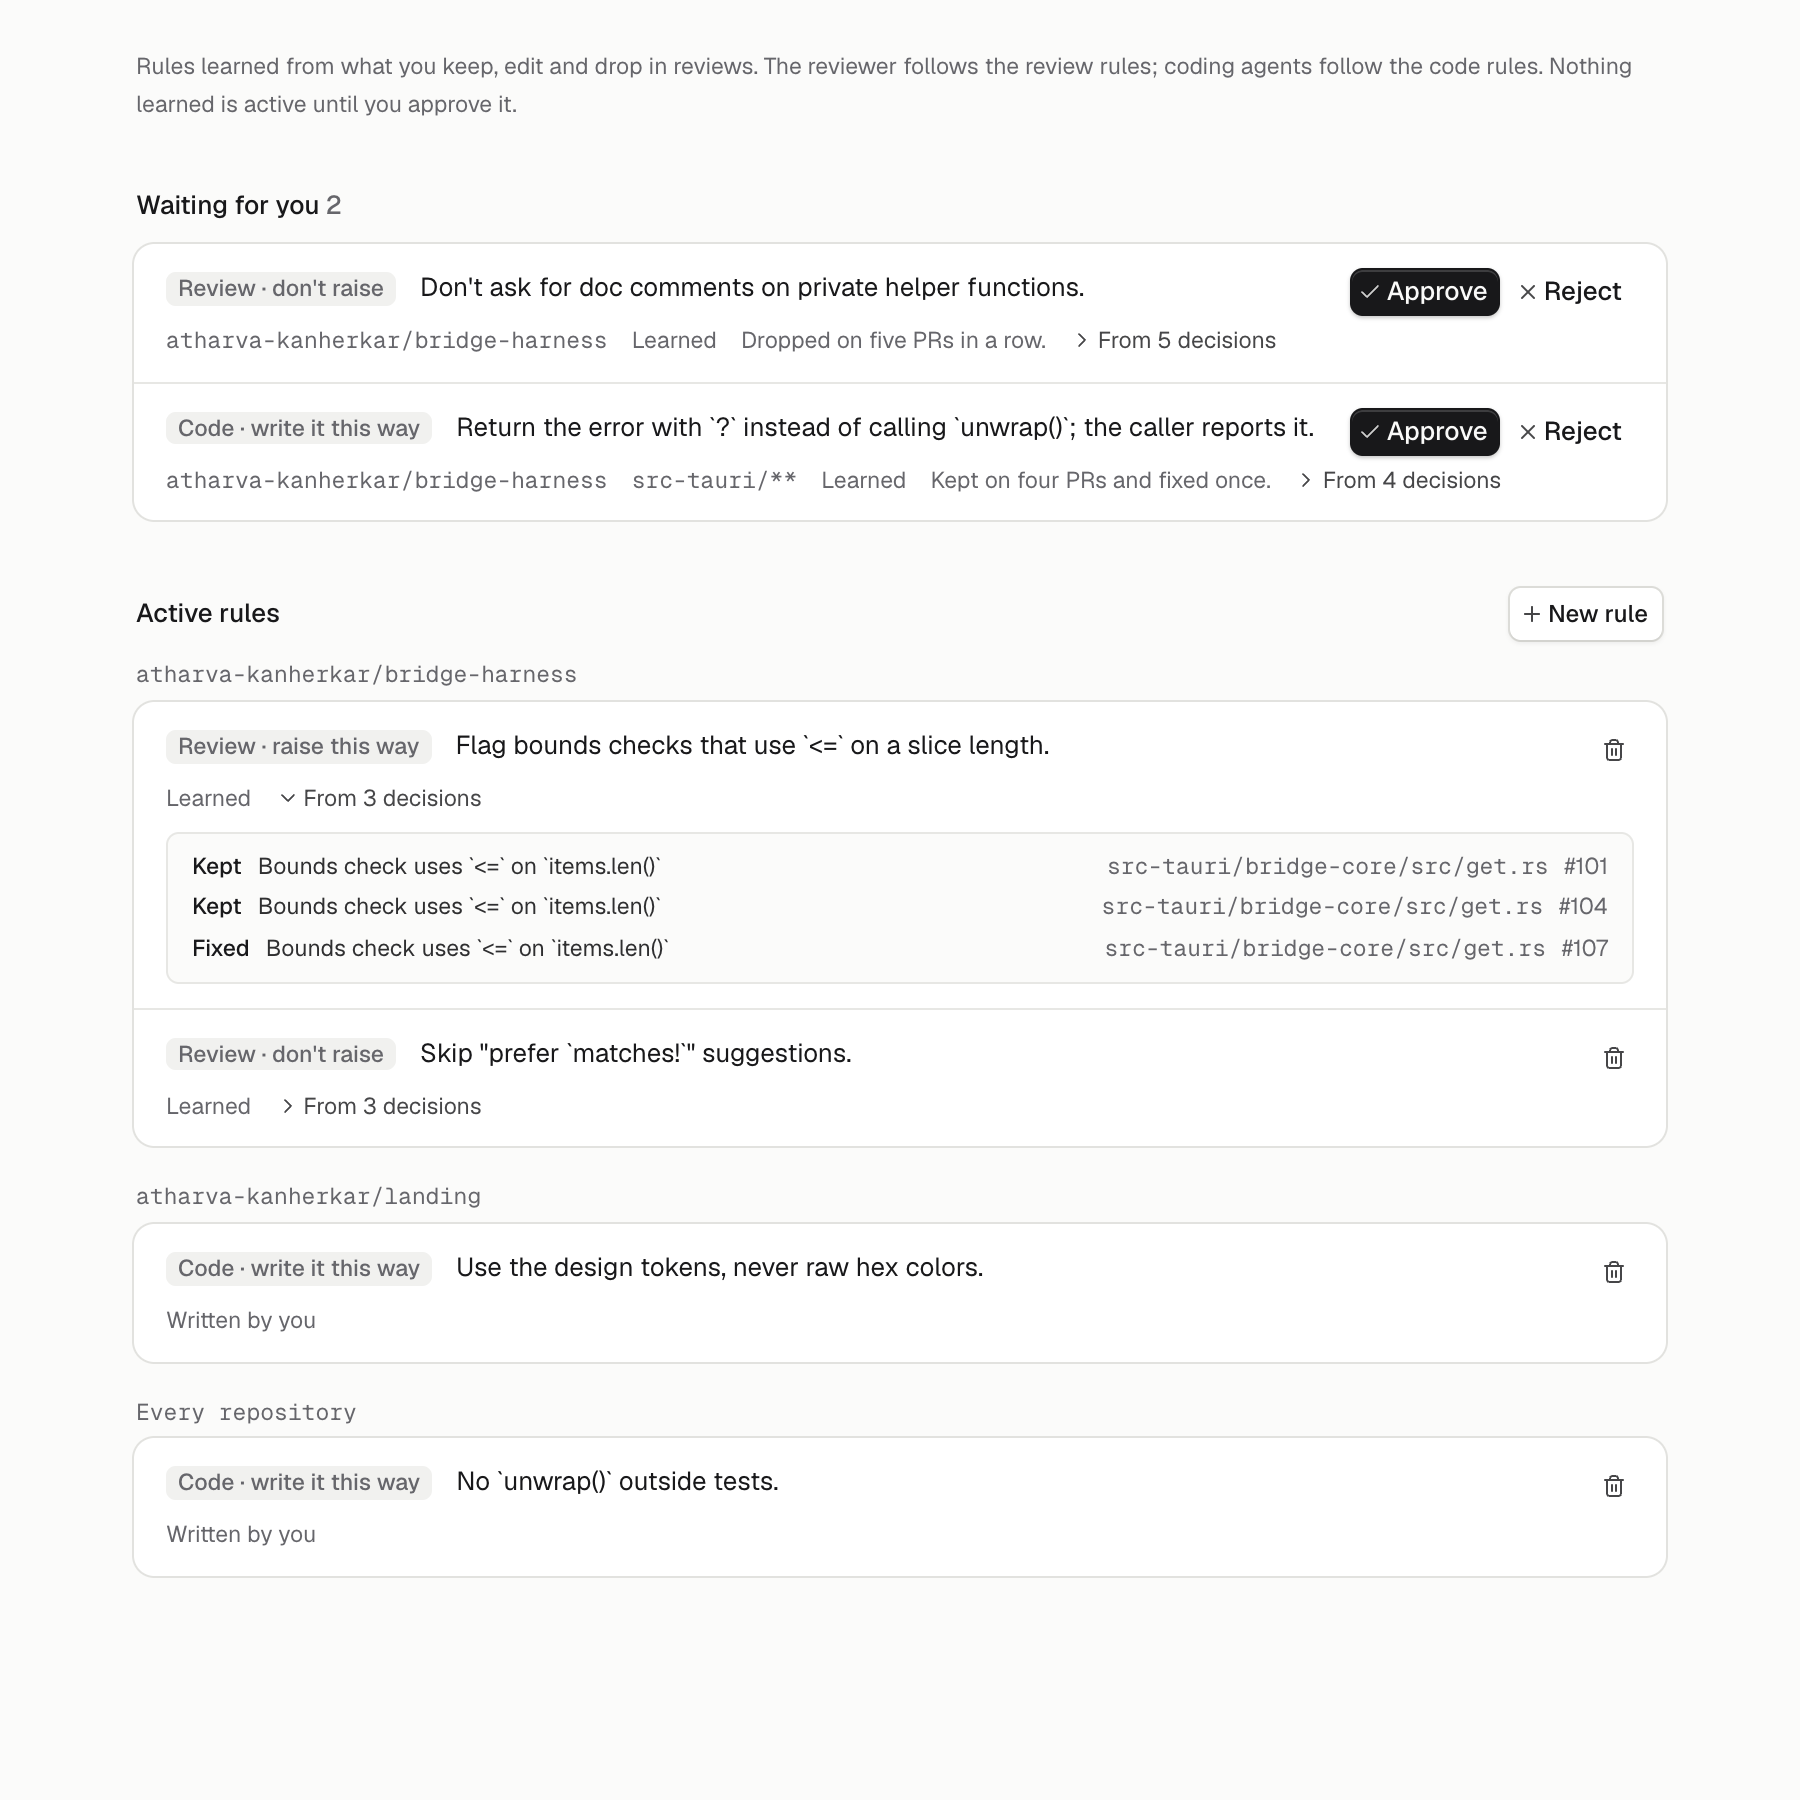 Rules learned from what you keep, edit and drop in reviews. The reviewer follows the review rules; coding agents follow the code rules. Nothing
learned is active until you approve it.
Waiting for you 2
Review · don't raise Don't ask for doc comments on private helper functions. Approve Reject
atharva-kanherkar/bridge-harness Learned Dropped on five PRs in a row. From 5 decisions
Code · write it this way Return the error with `?` instead of calling `unwrap()`; the caller reports it. Approve Reject
atharva-kanherkar/bridge-harness src-tauri/** Learned Kept on four PRs and fixed once. From 4 decisions
Active rules New rule
atharva-kanherkar/bridge-harness
Review · raise this way Flag bounds checks that use `<=` on a slice length.
Learned From 3 decisions
Kept Bounds check uses `<=` on `items.len()` src-tauri/bridge-core/src/get.rs #101
Kept Bounds check uses `<=` on `items.len()` src-tauri/bridge-core/src/get.rs #104
Fixed Bounds check uses `<=` on `items.len()` src-tauri/bridge-core/src/get.rs #107
Review · don't raise Skip "prefer `matches!`" suggestions.
Learned From 3 decisions
atharva-kanherkar/landing
Code · write it this way Use the design tokens, never raw hex colors.
Written by you
Every repository
Code · write it this way No `unwrap()` outside tests.
Written by you